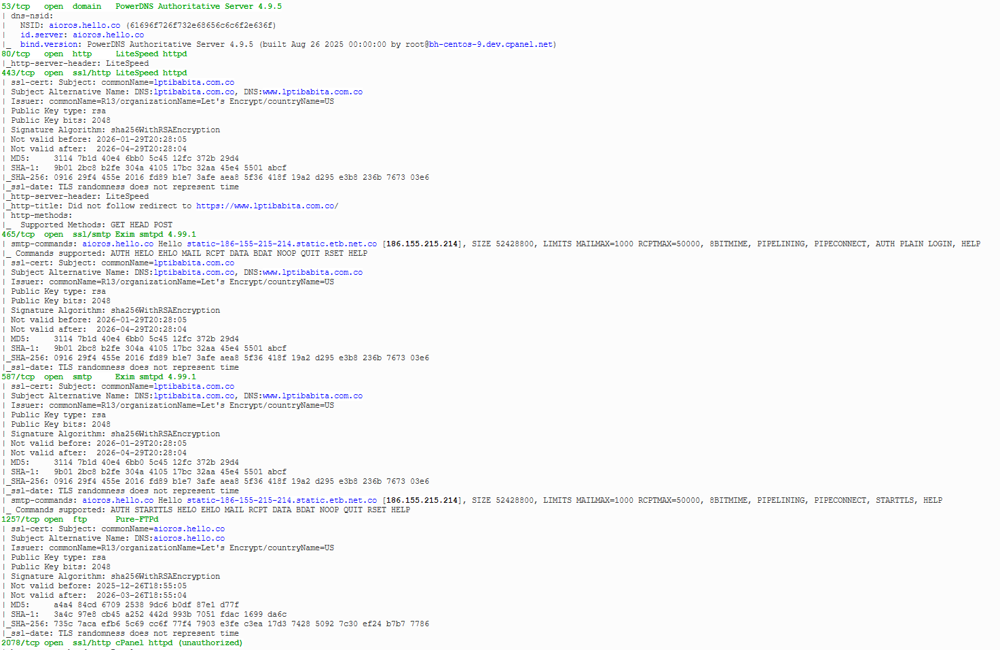 53/tcp   open  domain   PowerDNS Authoritative Server 4.9.5
| dns-nsid:
|   NSID: aioros.hello.co (61696f726f732e68656c6c6f2e636f)
|   id.server: aioros.hello.co
|_  bind.version: PowerDNS Authoritative Server 4.9.5 (built Aug 26 2025 00:00:00 by root@bh-centos-9.dev.cpanel.net)
80/tcp   open  http     LiteSpeed httpd
|_http-server-header: LiteSpeed
443/tcp  open  ssl/http LiteSpeed httpd
| ssl-cert: Subject: commonName=lptibabita.com.co
| Subject Alternative Name: DNS:lptibabita.com.co, DNS:www.lptibabita.com.co
| Issuer: commonName=R13/organizationName=Let's Encrypt/countryName=US
| Public Key type: rsa
| Public Key bits: 2048
| Signature Algorithm: sha256WithRSAEncryption
| Not valid before: 2026-01-29T20:28:05
| Not valid after:  2026-04-29T20:28:04
| MD5:     3114 7b1d 40e4 6bb0 5c45 12fc 372b 29d4
| SHA-1:   9b01 2bc8 b2fe 304a 4105 17bc 32aa 45e4 5501 abcf
|_SHA-256: 0916 29f4 455e 2016 fd89 b1e7 3afe aea8 5f36 418f 19a2 d295 e3b8 236b 7673 03e6
|_ssl-date: TLS randomness does not represent time
|_http-server-header: LiteSpeed
|_http-title: Did not follow redirect to https://www.lptibabita.com.co/
| http-methods:
|_  Supported Methods: GET HEAD POST
465/tcp  open  ssl/smtp Exim smtpd 4.99.1
| smtp-commands: aioros.hello.co Hello static-186-155-215-214.static.etb.net.co [186.155.215.214], SIZE 52428800, LIMITS MAILMAX=1000 RCPTMAX=50000, 8BITMIME, PIPELINING, PIPECONNECT, AUTH PLAIN LOGIN, HELP
|_ Commands supported: AUTH HELO EHLO MAIL RCPT DATA BDAT NOOP QUIT RSET HELP
| ssl-cert: Subject: commonName=lptibabita.com.co
| Subject Alternative Name: DNS:lptibabita.com.co, DNS:www.lptibabita.com.co
| Issuer: commonName=R13/organizationName=Let's Encrypt/countryName=US
| Public Key type: rsa
| Public Key bits: 2048
| Signature Algorithm: sha256WithRSAEncryption
| Not valid before: 2026-01-29T20:28:05
| Not valid after:  2026-04-29T20:28:04
| MD5:     3114 7b1d 40e4 6bb0 5c45 12fc 372b 29d4
| SHA-1:   9b01 2bc8 b2fe 304a 4105 17bc 32aa 45e4 5501 abcf
|_SHA-256: 0916 29f4 455e 2016 fd89 b1e7 3afe aea8 5f36 418f 19a2 d295 e3b8 236b 7673 03e6
|_ssl-date: TLS randomness does not represent time
587/tcp  open  smtp     Exim smtpd 4.99.1
| ssl-cert: Subject: commonName=lptibabita.com.co
| Subject Alternative Name: DNS:lptibabita.com.co, DNS:www.lptibabita.com.co
| Issuer: commonName=R13/organizationName=Let's Encrypt/countryName=US
| Public Key type: rsa
| Public Key bits: 2048
| Signature Algorithm: sha256WithRSAEncryption
| Not valid before: 2026-01-29T20:28:05
| Not valid after:  2026-04-29T20:28:04
| MD5:     3114 7b1d 40e4 6bb0 5c45 12fc 372b 29d4
| SHA-1:   9b01 2bc8 b2fe 304a 4105 17bc 32aa 45e4 5501 abcf
|_SHA-256: 0916 29f4 455e 2016 fd89 b1e7 3afe aea8 5f36 418f 19a2 d295 e3b8 236b 7673 03e6
|_ssl-date: TLS randomness does not represent time
| smtp-commands: aioros.hello.co Hello static-186-155-215-214.static.etb.net.co [186.155.215.214], SIZE 52428800, LIMITS MAILMAX=1000 RCPTMAX=50000, 8BITMIME, PIPELINING, PIPECONNECT, STARTTLS, HELP
|_ Commands supported: AUTH STARTTLS HELO EHLO MAIL RCPT DATA BDAT NOOP QUIT RSET HELP
1257/tcp open  ftp      Pure-FTPd
| ssl-cert: Subject: commonName=aioros.hello.co
| Subject Alternative Name: DNS:aioros.hello.co
| Issuer: commonName=R13/organizationName=Let's Encrypt/countryName=US
| Public Key type: rsa
| Public Key bits: 2048
| Signature Algorithm: sha256WithRSAEncryption
| Not valid before: 2025-12-26T18:55:05
| Not valid after:  2026-03-26T18:55:04
| MD5:     a4a4 84cd 6709 2538 9dc6 b0df 87e1 d77f
| SHA-1:   3a4c 97e8 cb45 a252 442d 993b 7051 fdac 1699 da6c
|_SHA-256: 735c 7aca efb6 5c69 cc6f 77f4 7903 e3fe c3ea 17d3 7428 5092 7c30 ef24 b7b7 7786
|_ssl-date: TLS randomness does not represent time
2078/tcp open  ssl/http cPanel httpd (unauthorized)